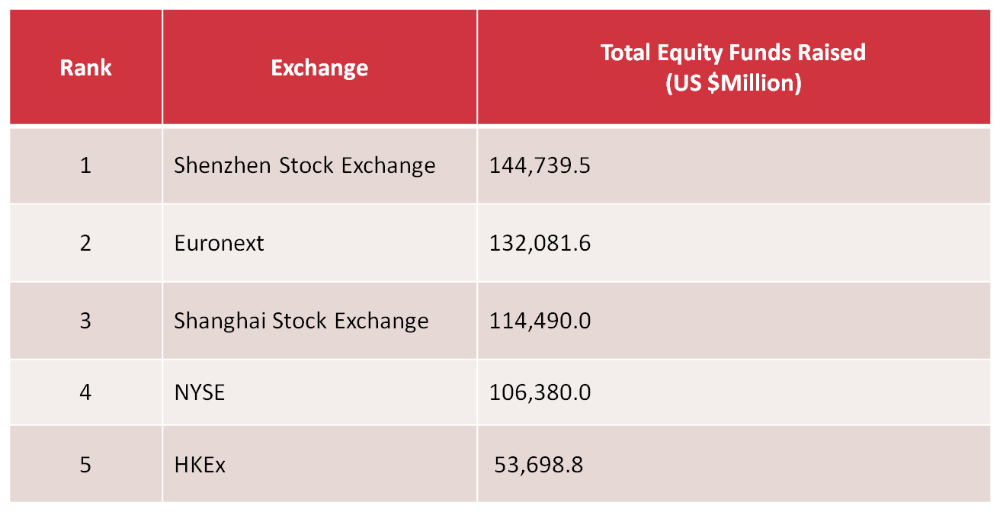 Rank Exchange Total Equity Funds Raised
(US $Million)
1 Shenzhen Stock Exchange 144,739.5
2 Euronext 132,081.6
3 Shanghai Stock Exchange 114,490.0
4 NYSE 106,380.0
5 HKEx 53,698.8